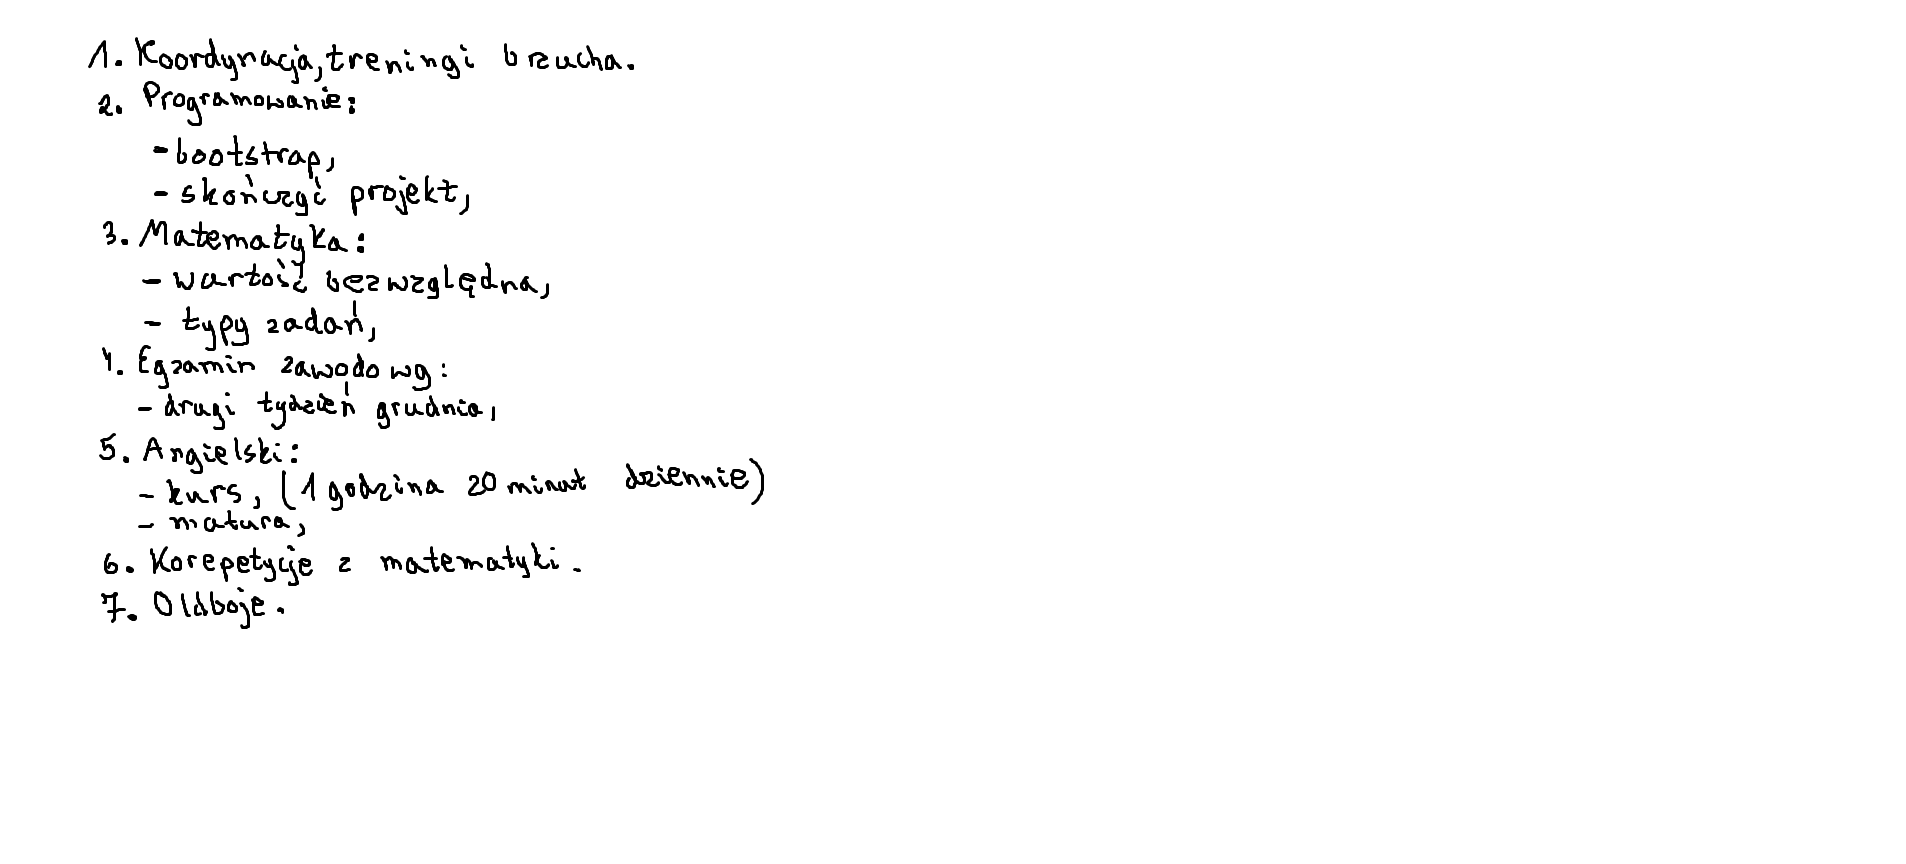 1. Koordynacja, treningi brzucha.
2. Programowanie:
- bootstrap,
- skończyć projekt,
3. Matematyka:
- wartość bezwzględna,
- typy zadań,
4. Egzamin zawodowy:
- drugi tydzień grudnia,
5. Angielski:
- kurs, (1 godzina 20 minut dziennie)
- matura,
6. Korepetycje z matematyki.
7. Oldboje.